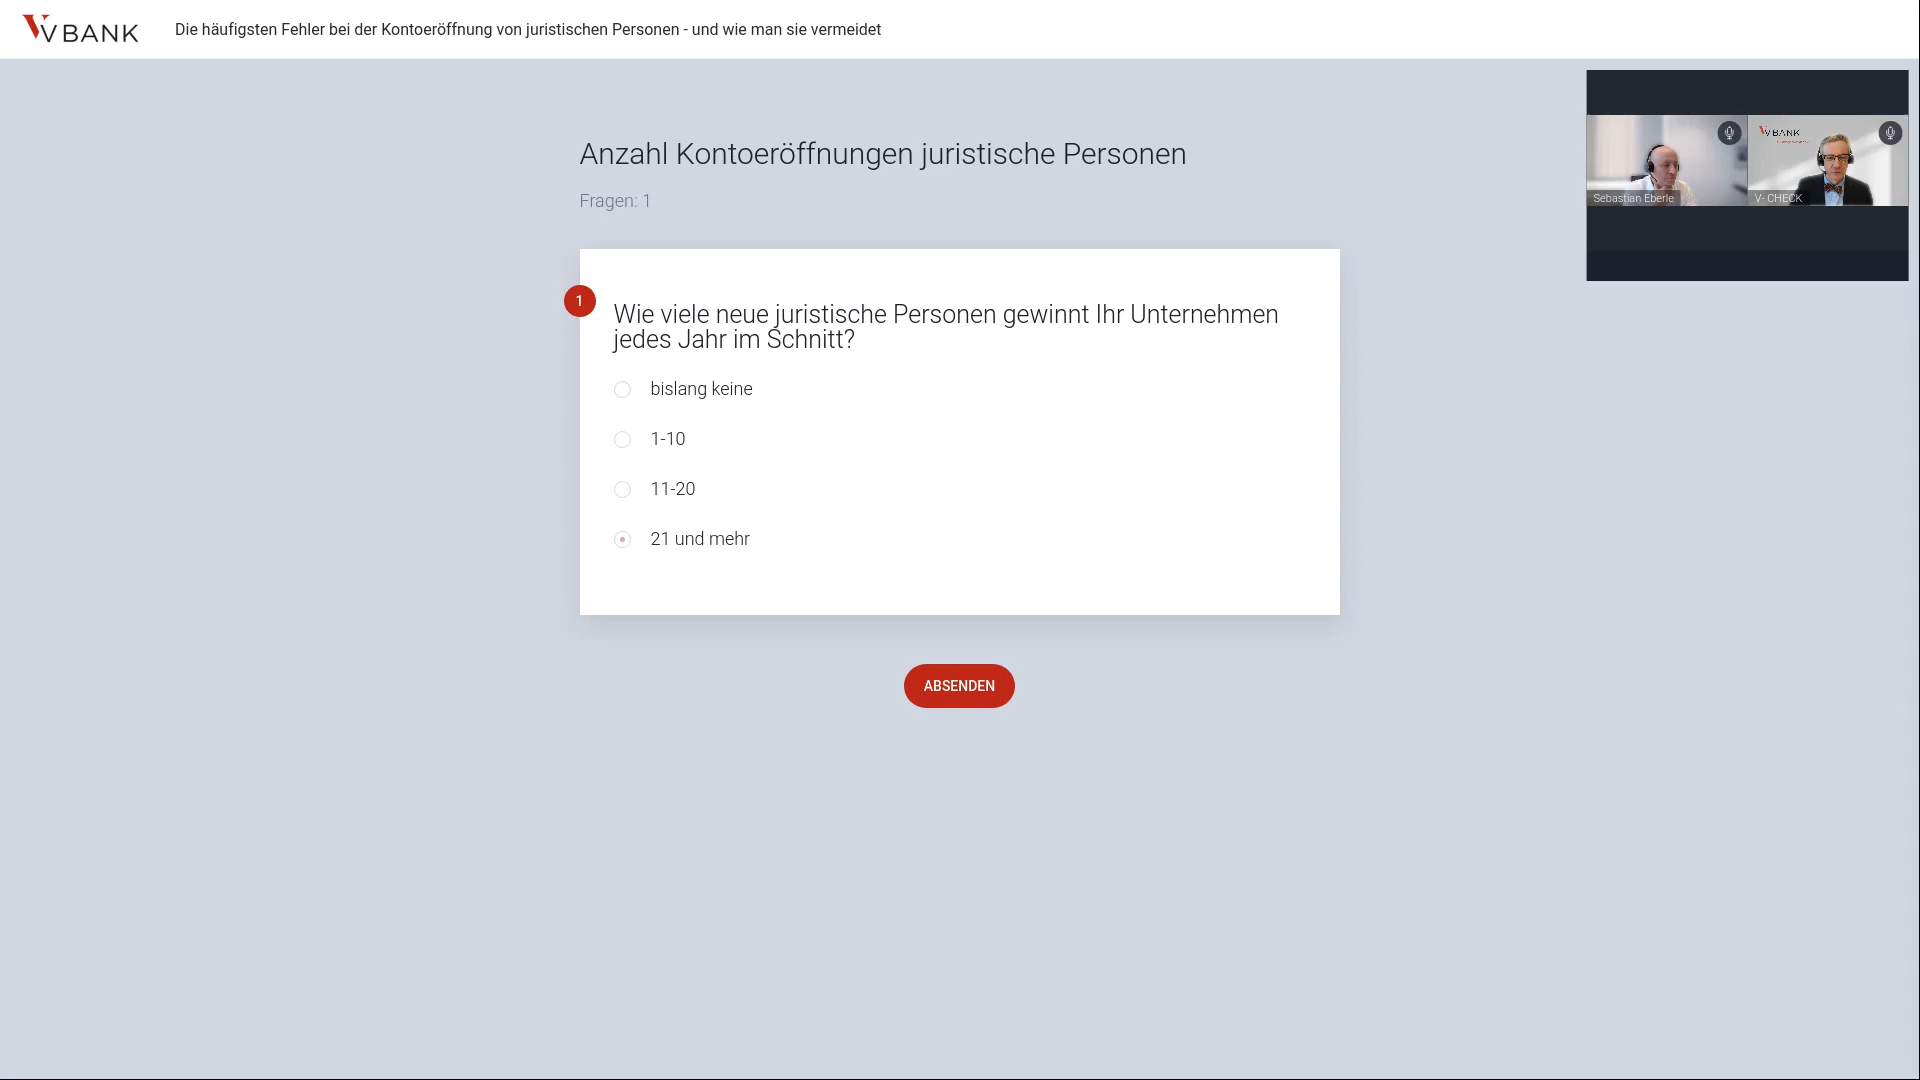 VBANK
Die häufigsten Fehler bei der Kontoeröffnung von juristischen Personen - und wie man sie vermeidet
Anzahl Kontoeröffnungen juristische Personen
Fragen: 1
1
Wie viele neue juristische Personen gewinnt Ihr Unternehmen
jedes Jahr im Schnitt?
bislang keine
1-10
11-20
21 und mehr
ABSENDEN
VBANK
Sebastian Eberle
V- CHECK